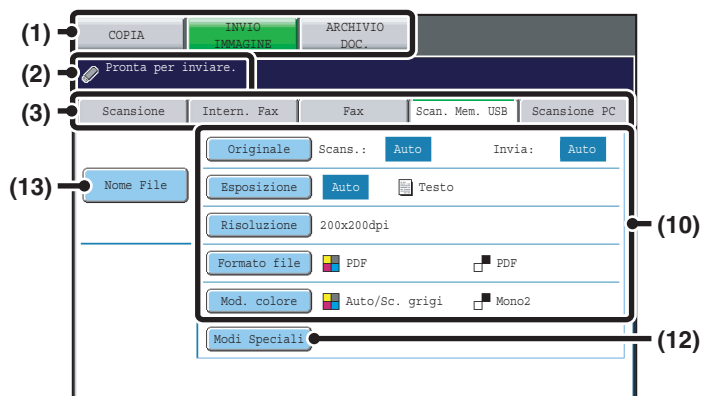 (1) COPIA INVIO IMMAGINE ARCHIVIO DOC.
(2) Pronta per inviare.
(3) Scansione Intern. Fax Fax Scan. Mem. USB Scansione PC
Originale Scans.: Auto Invia: Auto
(13) Nome File Esposizione Auto Testo
Risoluzione 200x200dpi (10)
Formato file PDF PDF
Mod. colore Auto/Sc. grigi Mono2
Modi Speciali (12)